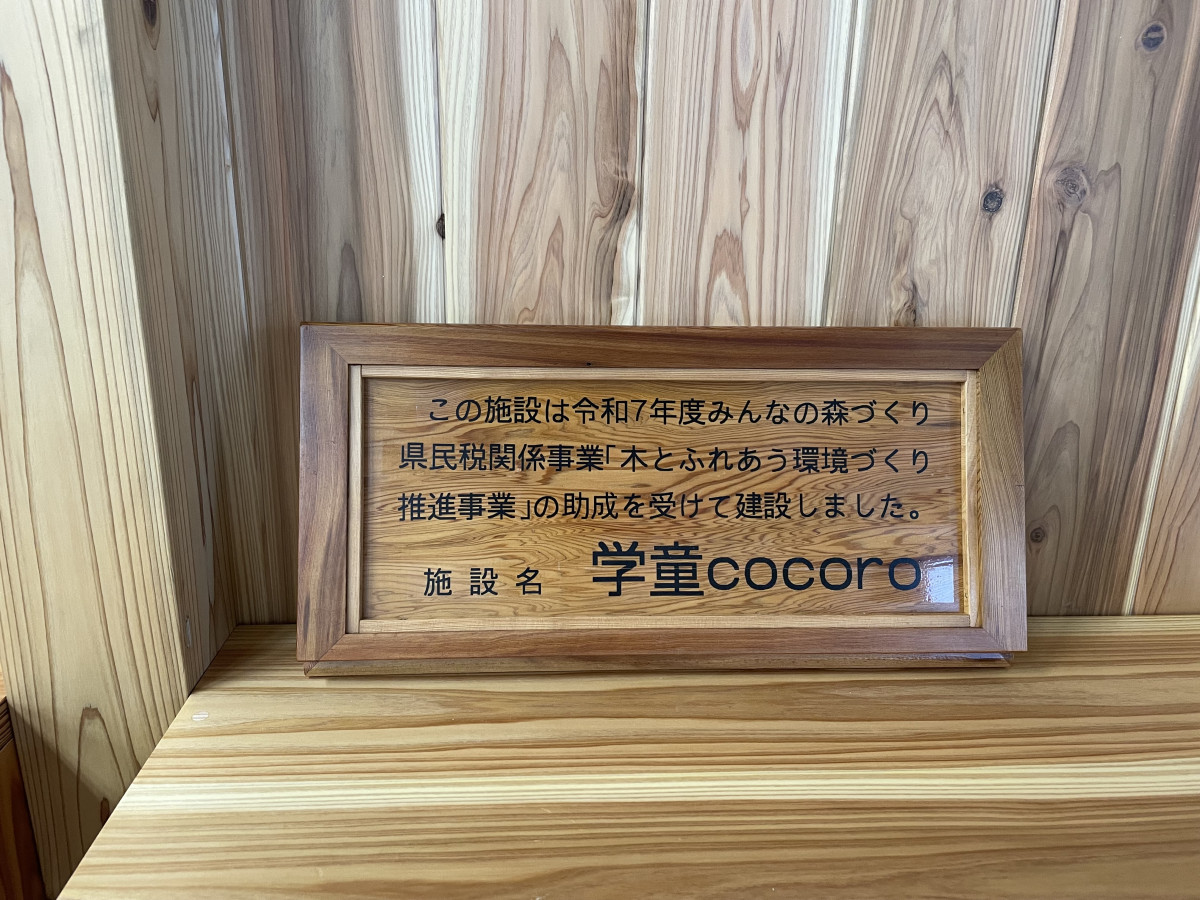 この施設は令和7年度みんなの森づくり
県民税関係事業「木とふれあう環境づくり
推進事業」の助成を受けて建設しました。
施設名 学童cocoro